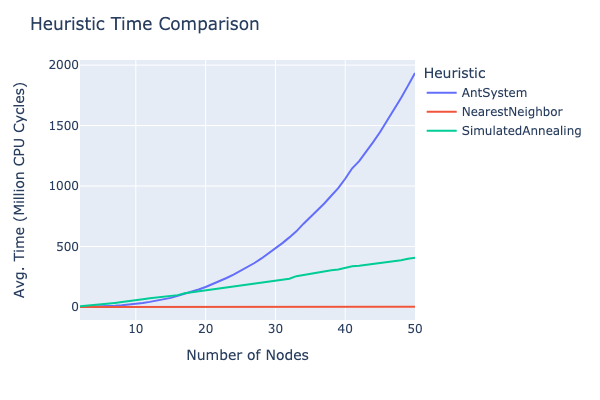 Heuristic Time Comparison
Heuristic
AntSystem
NearestNeighbor
SimulatedAnnealing
Avg. Time (Million CPU Cycles)
2000
1500
1000
500
0
10 20 30 40 50
Number of Nodes